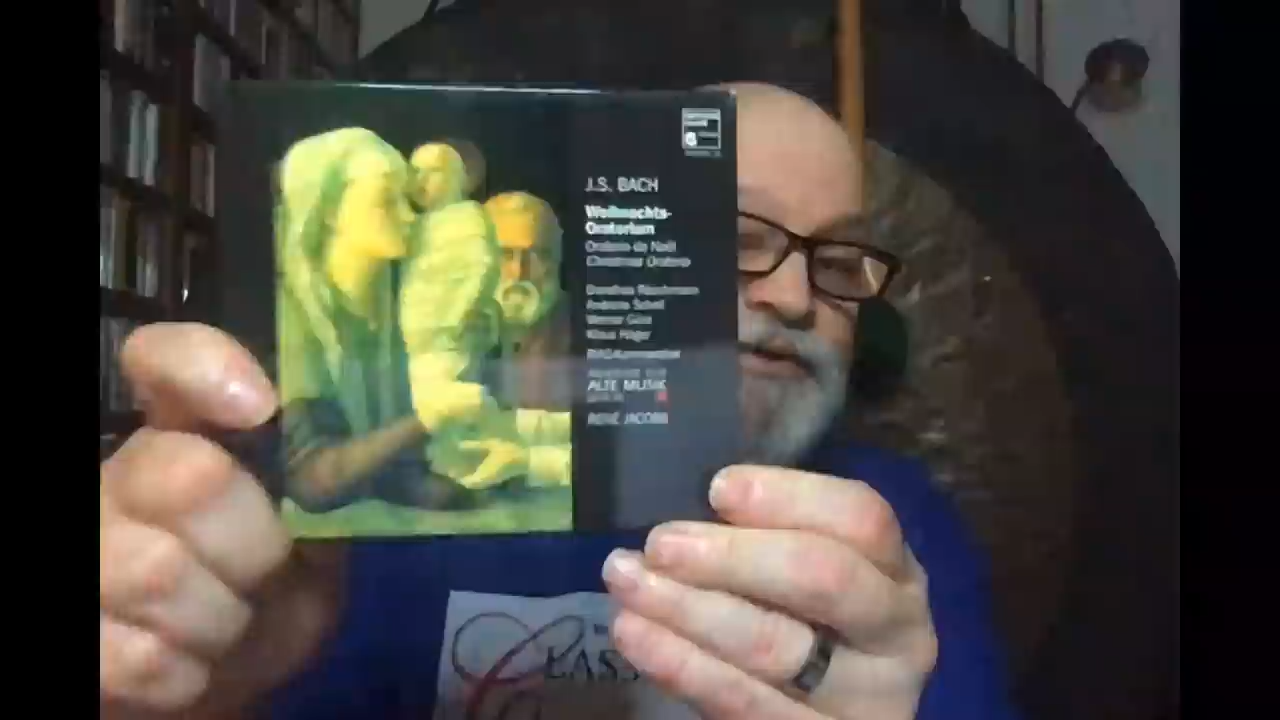 J.S. BACH
Weihnachts-
Oratorium
Oratorio de Noël
Christmas Oratorio
Dorothea Röschmann
Andreas Scholl
Werner Güra
Klaus Häger
RIAS-Kammerchor
Akademie für
ALTE MUSIK
RENÉ JACOBS
CLASS